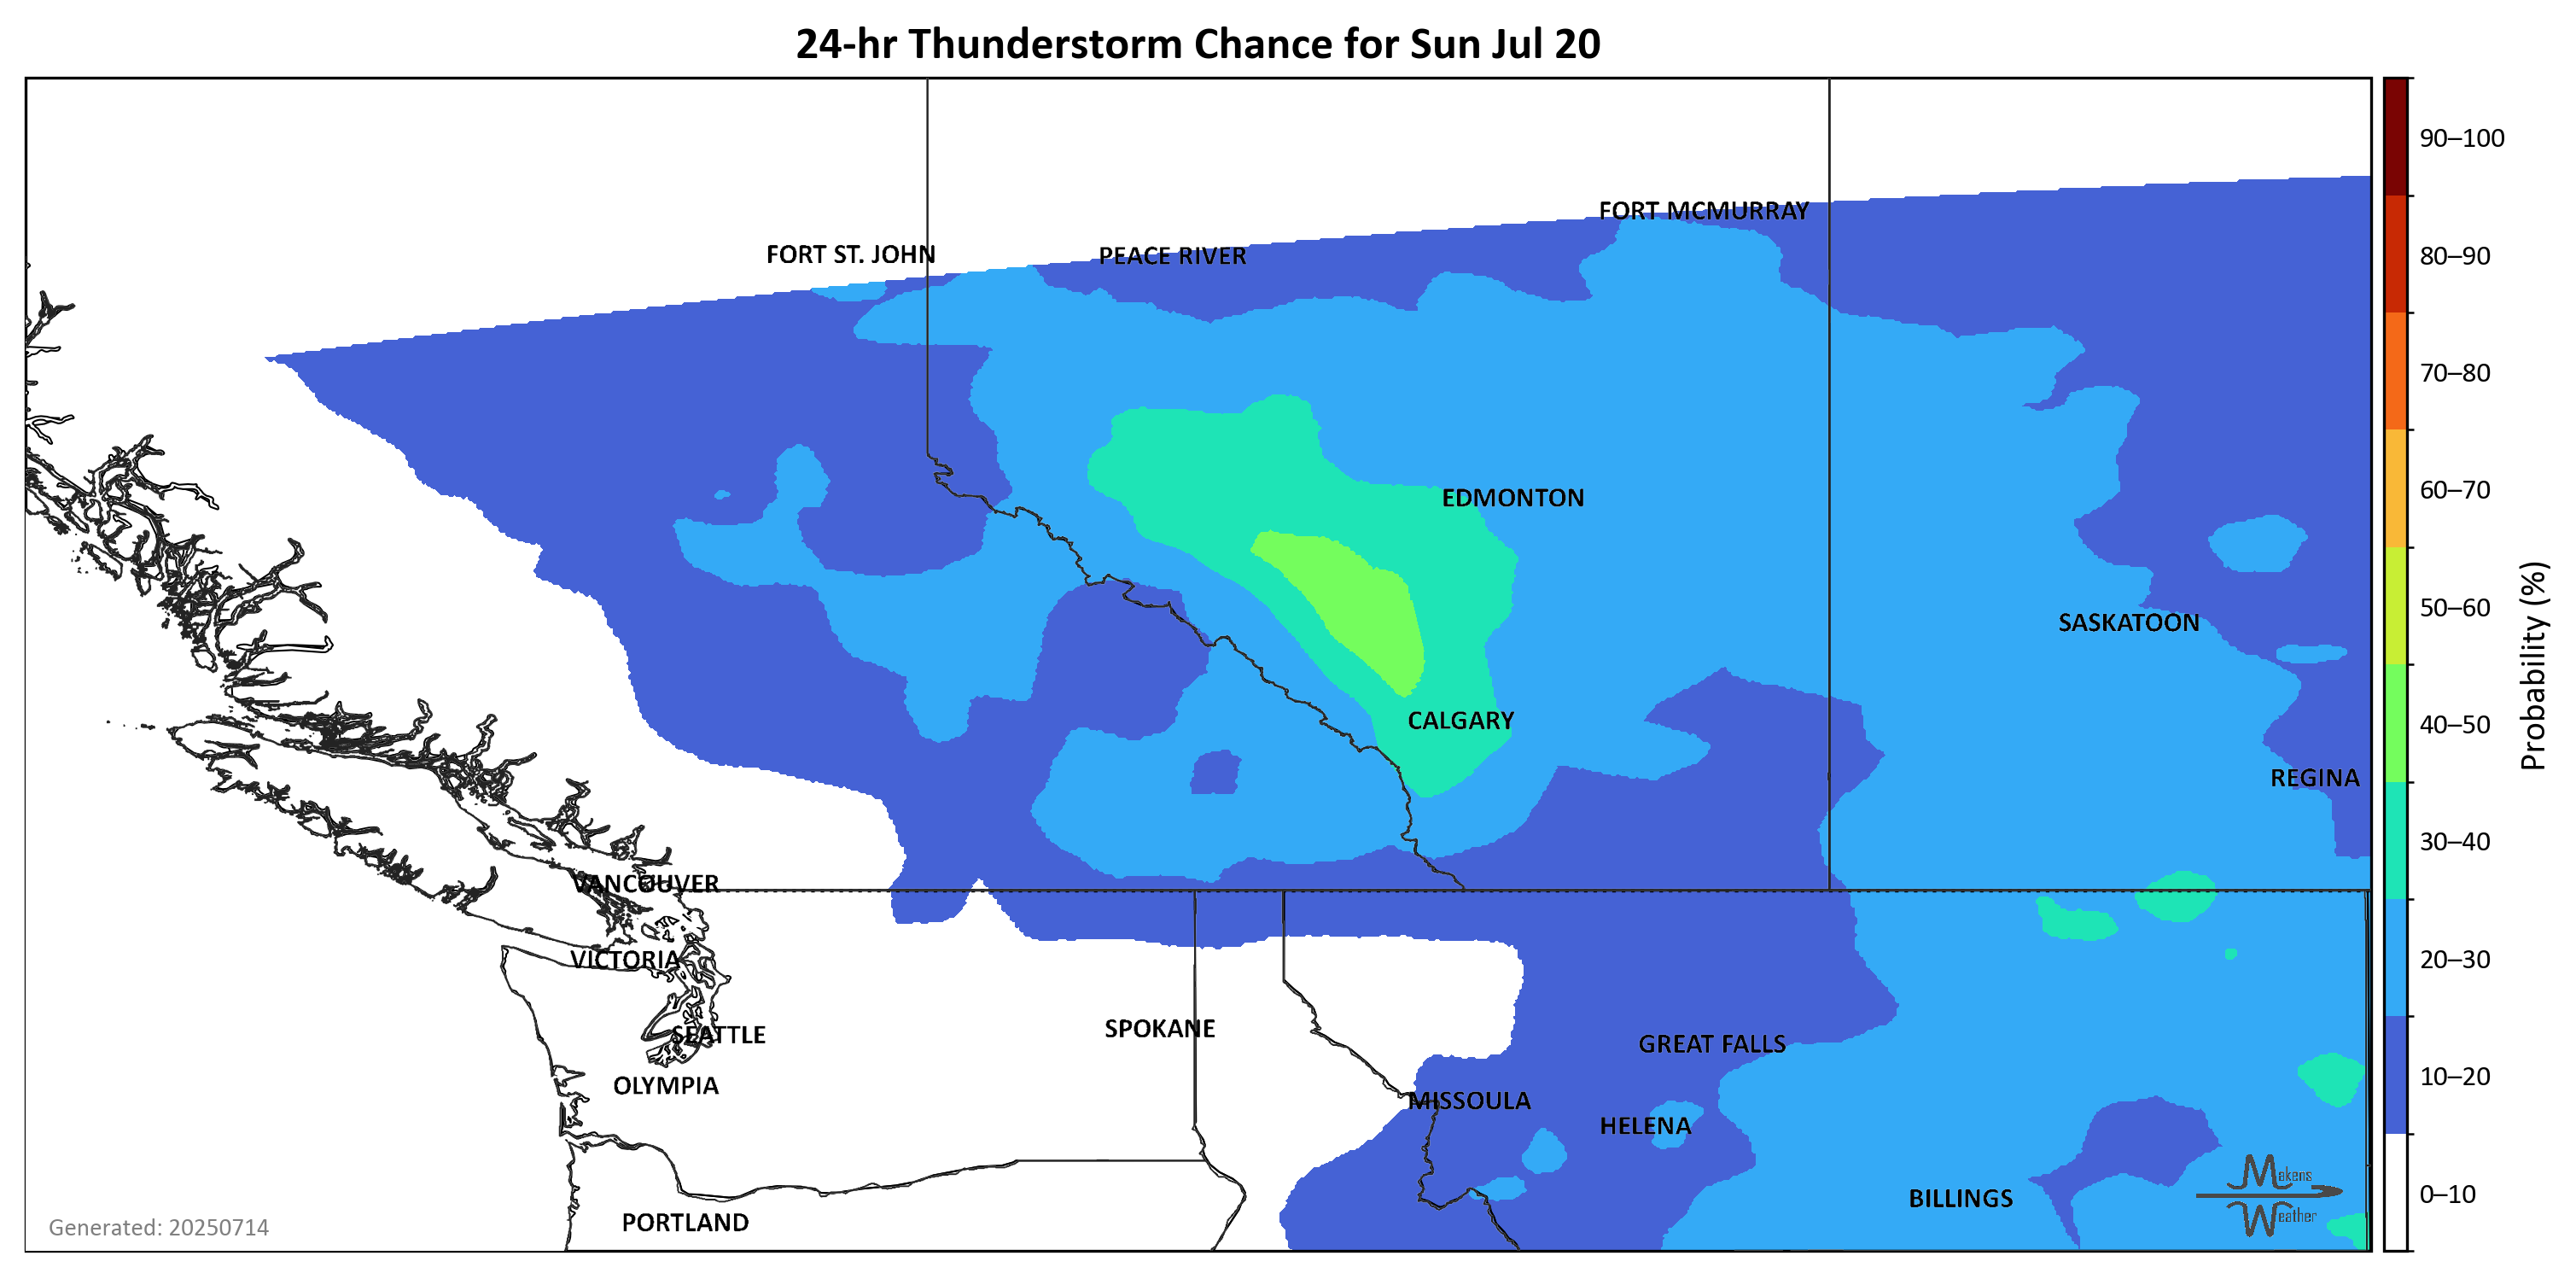 24-hr Thunderstorm Chance for Sun Jul 20
FORT MCMURRAY
FORT ST. JOHN
PEACE RIVER
EDMONTON
SASKATOON
CALGARY
REGINA
VANCOUVER
VICTORIA
SEATTLE
SPOKANE
GREAT FALLS
OLYMPIA
MISSOULA
HELENA
BILLINGS
PORTLAND
Makens
Weather
Generated: 20250714
90–100
80–90
70–80
60–70
50–60
40–50
30–40
20–30
10–20
0–10
Probability (%)